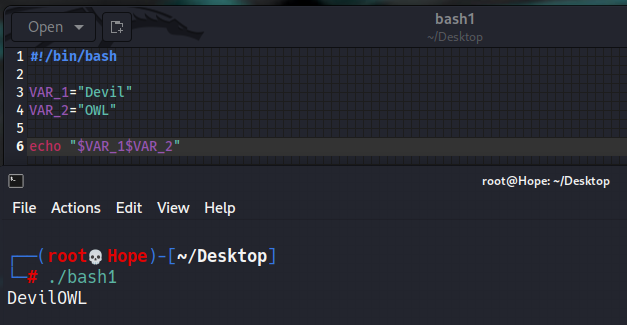 Open
bash1
~/Desktop
1 #!/bin/bash
2
3 VAR_1="Devil"
4 VAR_2="OWL"
5
6 echo "$VAR_1$VAR_2"
root@Hope: ~/Desktop
File Actions Edit View Help
┌──(root💀Hope)-[~/Desktop]
└─# ./bash1
DevilOWL